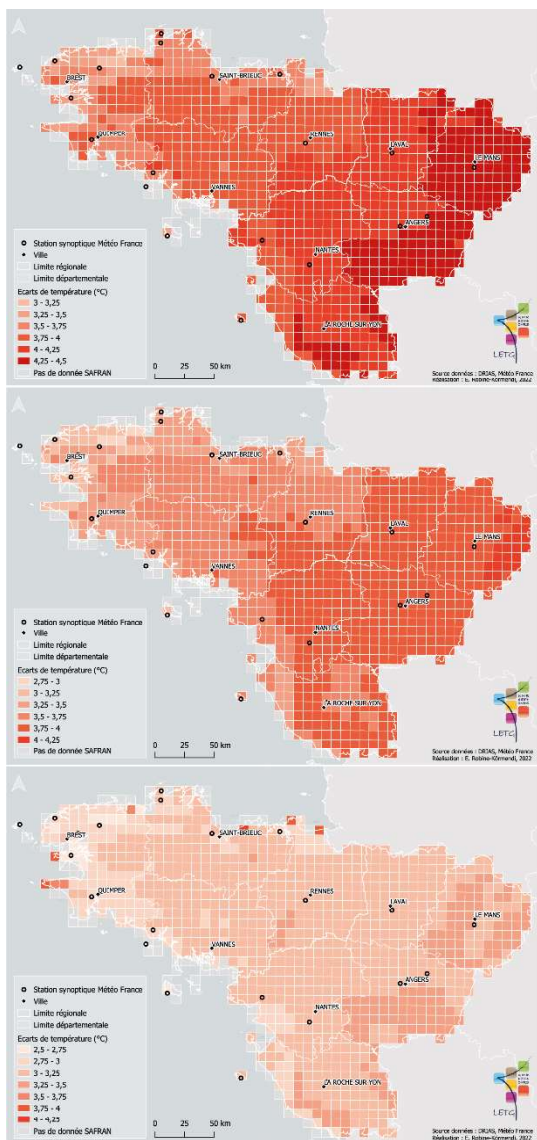 SAINT-BRIEUC
BREST
QUIMPER
RENNES
LAVAL
LE MANS
VANNES
ANGERS
NANTES
LA ROCHE SUR YON
Station synoptique Météo France
Ville
Limite régionale
Limite départementale
Ecarts de température (°C)
3 - 3,25
3,25 - 3,5
3,5 - 3,75
3,75 - 4
4 - 4,25
4,25 - 4,5
Pas de donnée SAFRAN
0 25 50 km
LETG
Source données : DRIAS, Météo France
Réalisation : E. Rabine-Körmendi, 2022
SAINT-BRIEUC
BREST
RENNES
QUIMPER
LAVAL
LE MANS
VANNES
ANGERS
NANTES
LA ROCHE SUR YON
Station synoptique Météo France
Ville
Limite régionale
Limite départementale
Ecarts de température (°C)
2,75 - 3
3 - 3,25
3,25 - 3,5
3,5 - 3,75
3,75 - 4
4 - 4,25
Pas de donnée SAFRAN
0 25 50 km
LETG
Source données : DRIAS, Météo France
Réalisation : E. Rabine-Körmendi, 2022
BREST
SAINT-BRIEUC
QUIMPER
RENNES
LAVAL
LE MANS
VANNES
ANGERS
NANTES
LA ROCHE SUR YON
Station synoptique Météo France
Ville
Limite régionale
Limite départementale
Ecarts de température (°C)
2,5 - 2,75
2,75 - 3
3 - 3,25
3,25 - 3,5
3,5 - 3,75
3,75 - 4
4 - 4,25
Pas de donnée SAFRAN
0 25 50 km
LETG
Source données : DRIAS, Météo France
Réalisation : E. Rabine-Körmendi, 2022